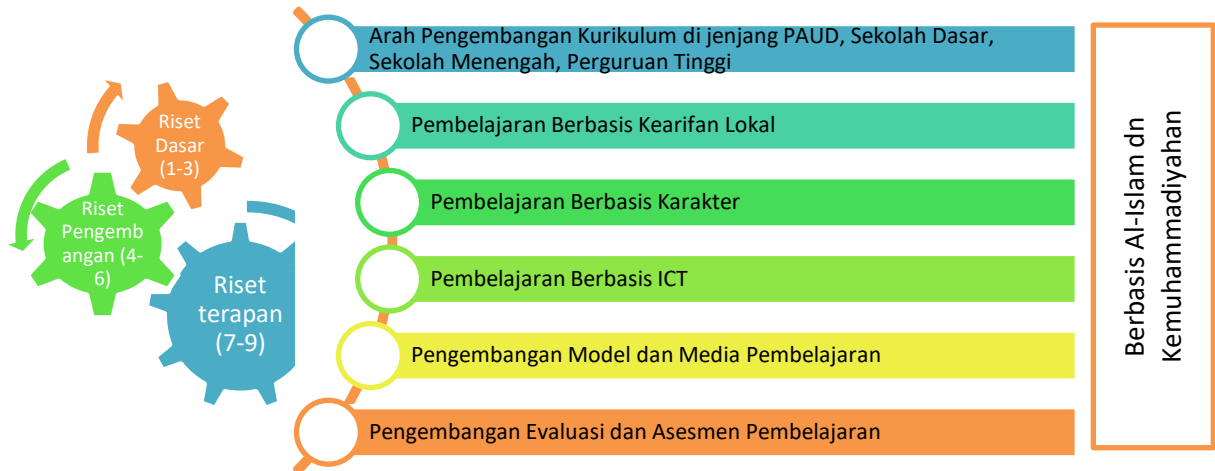 Riset
Dasar
(1-3)
Riset
Pengemb
angan (4-
6)
Riset
terapan
(7-9)
Arah Pengembangan Kurikulum di jenjang PAUD, Sekolah Dasar,
Sekolah Menengah, Perguruan Tinggi
Pembelajaran Berbasis Kearifan Lokal
Pembelajaran Berbasis Karakter
Pembelajaran Berbasis ICT
Pengembangan Model dan Media Pembelajaran
Pengembangan Evaluasi dan Asesmen Pembelajaran
Berbasis Al-Islam dn
Kemuhammadiyahan